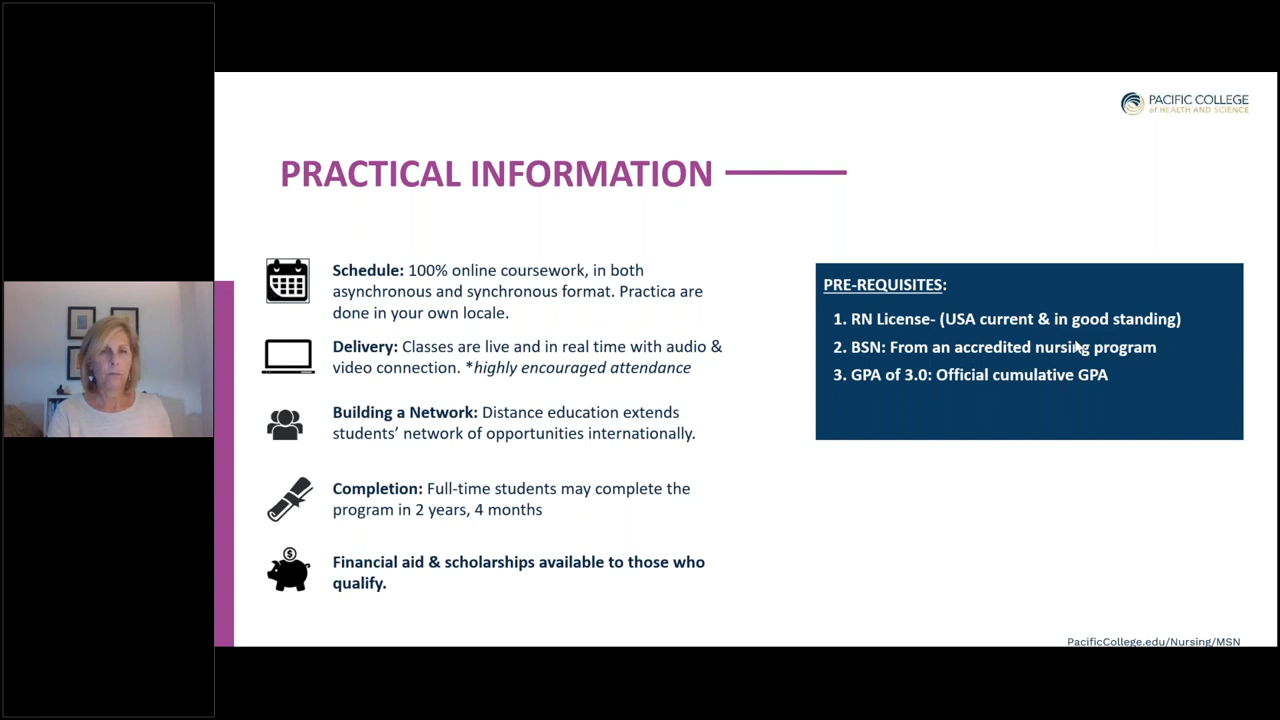 PACIFIC COLLEGE
of HEALTH AND SCIENCE
PRACTICAL INFORMATION
Schedule: 100% online coursework, in both
asynchronous and synchronous format. Practica are
done in your own locale.
Delivery: Classes are live and in real time with audio &
video connection. *highly encouraged attendance
Building a Network: Distance education extends
students' network of opportunities internationally.
Completion: Full-time students may complete the
program in 2 years, 4 months
$
Financial aid & scholarships available to those who
qualify.
PRE-REQUISITES:
1. RN License- (USA current & in good standing)
2. BSN: From an accredited nursing program
3. GPA of 3.0: Official cumulative GPA
PacificCollege.edu/Nursing/MSN